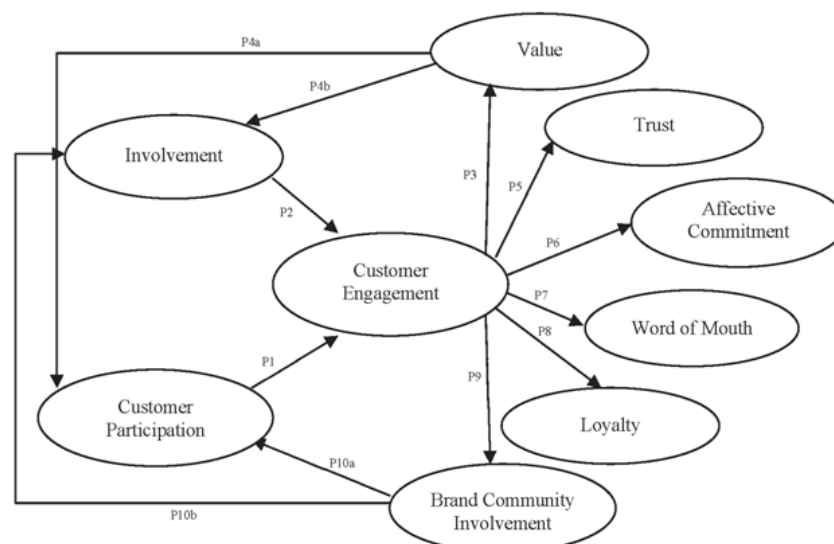 P4a
Value
P4b
Trust
Involvement
P3
P5
P2
Affective
Commitment
P6
Customer
Engagement
P7
Word of Mouth
P8
P1
P9
Customer
Participation
Loyalty
P10a
Brand Community
Involvement
P10b